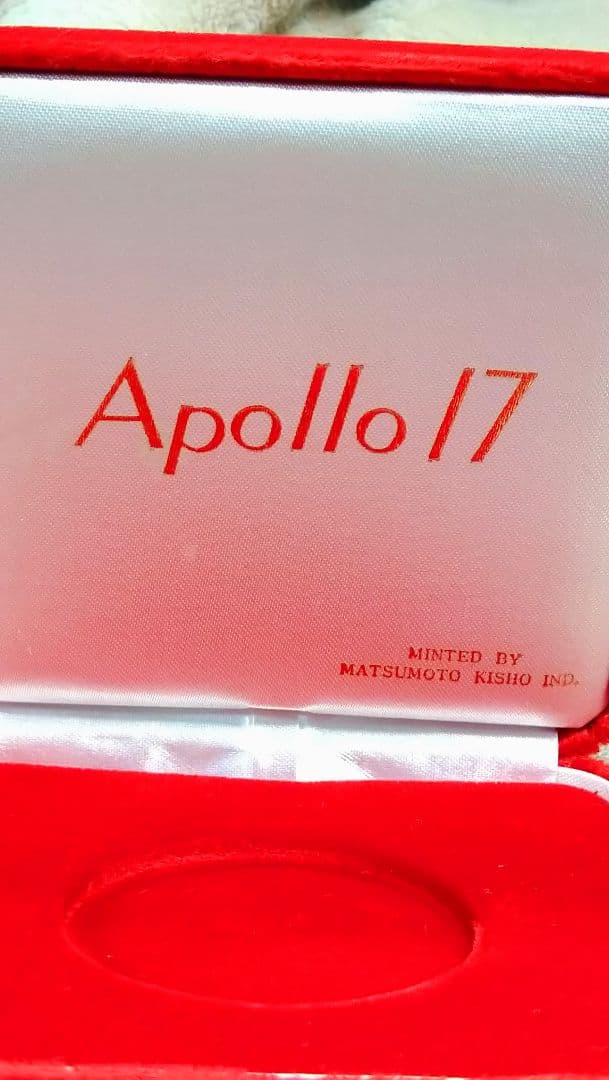 Apollo 17
MINTED BY
MATSUMOTO KISHO IND.